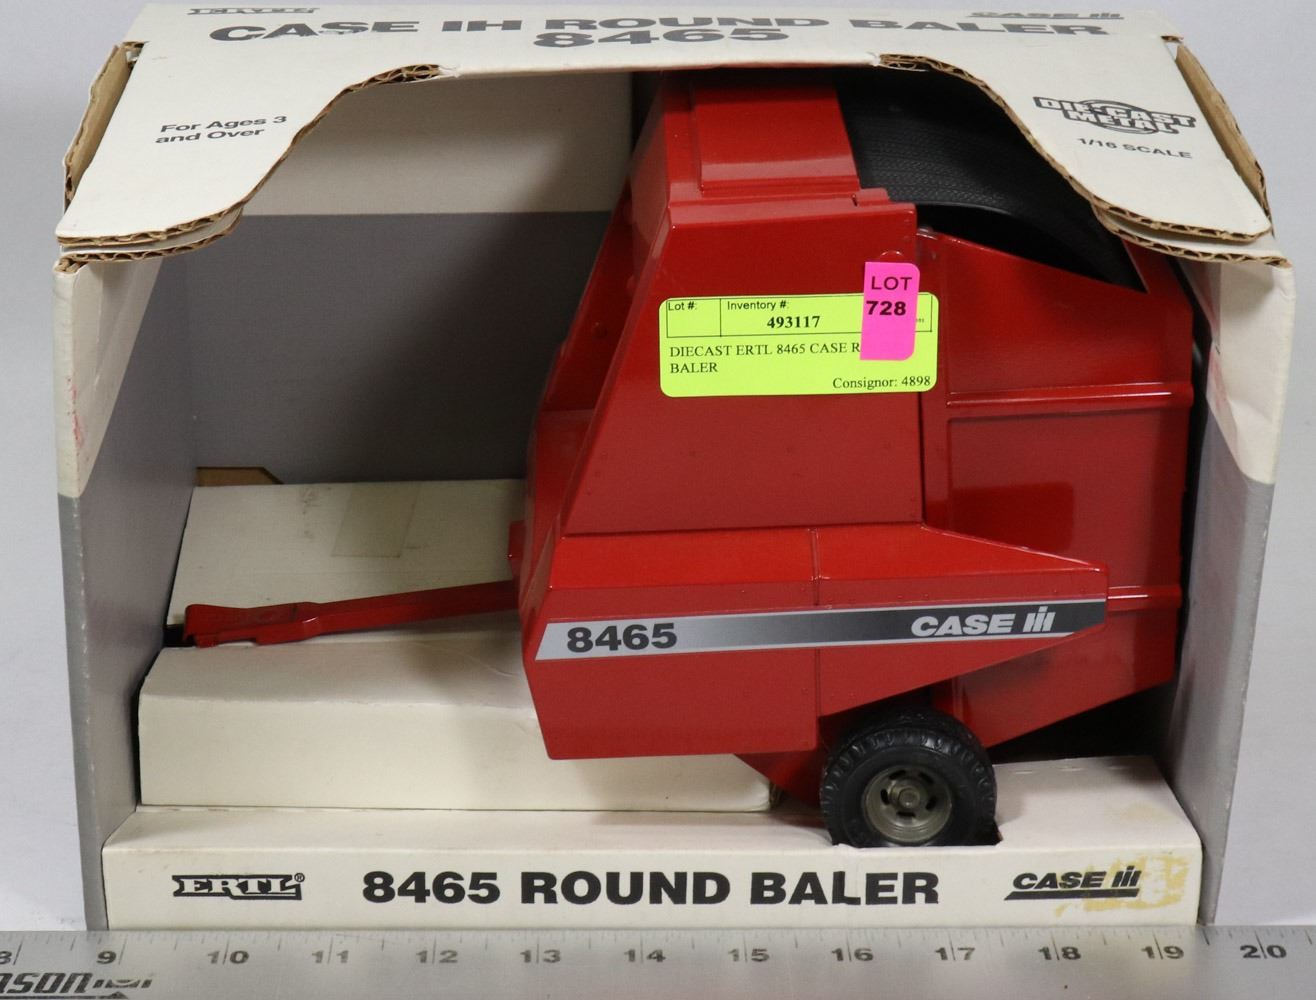 ERTL
CASE IH
CASE IH ROUND BALER
8465
For Ages 3
and Over
DIE-CAST
METAL
1/16 SCALE
LOT
728
Lot #:
Inventory #:
493117
DIECAST ERTL 8465 CASE R
BALER
Consignor: 4898
8465
CASE IH
ERTL®
8465 ROUND BALER
CASE IH
8 9 10 11 12 13 14 15 16 17 18 19 20